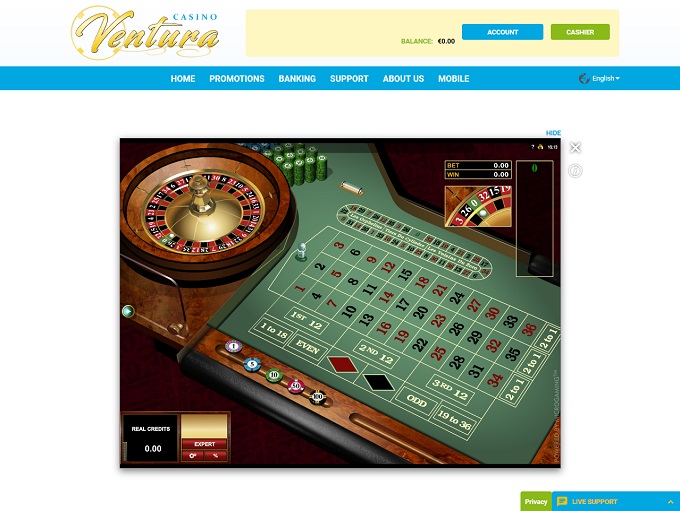 CASINO
Ventura
BALANCE: €0.00
ACCOUNT
CASHIER
HOME PROMOTIONS BANKING SUPPORT ABOUT US MOBILE
English
HIDE
BET 0.00
WIN 0.00
0
3 6 9 12 15 18 21 24 27 30 33 36
2 5 8 11 14 17 20 23 26 29 32 35
1 4 7 10 13 16 19 22 25 28 31 34
2 to 1
2 to 1
2 to 1
1ST 12
2ND 12
3RD 12
1 to 18
EVEN
ODD
19 to 36
1
5
10
50
100
REAL CREDITS
0.00
EXPERT
%
POWERED BY MICROGAMING™
Privacy
LIVE SUPPORT